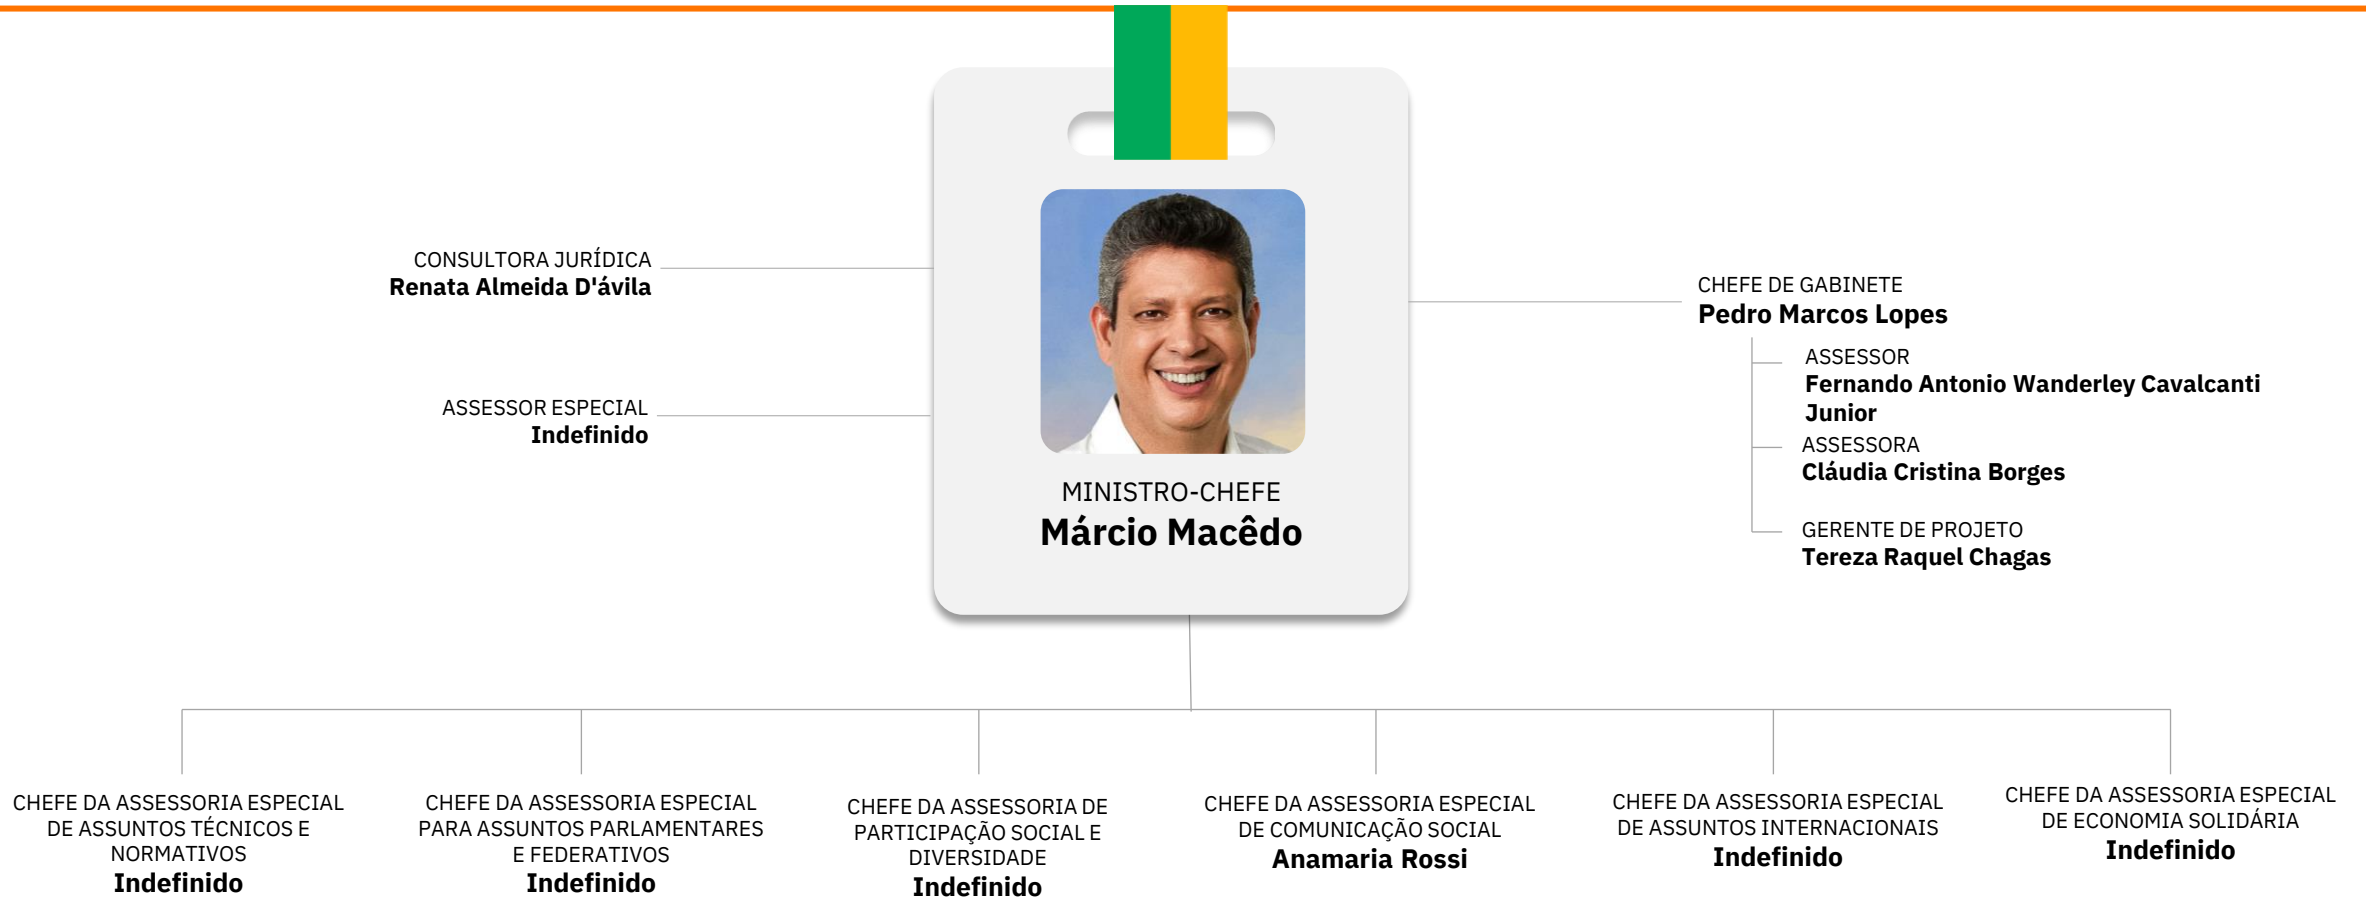 CONSULTORA JURÍDICA
Renata Almeida D'ávila
ASSESSOR ESPECIAL
Indefinido
MINISTRO-CHEFE
Márcio Macêdo
CHEFE DE GABINETE
Pedro Marcos Lopes
ASSESSOR
Fernando Antonio Wanderley Cavalcanti
Junior
ASSESSORA
Cláudia Cristina Borges
GERENTE DE PROJETO
Tereza Raquel Chagas
CHEFE DA ASSESSORIA ESPECIAL
DE ASSUNTOS TÉCNICOS E
NORMATIVOS
Indefinido
CHEFE DA ASSESSORIA ESPECIAL
PARA ASSUNTOS PARLAMENTARES
E FEDERATIVOS
Indefinido
CHEFE DA ASSESSORIA DE
PARTICIPAÇÃO SOCIAL E
DIVERSIDADE
Indefinido
CHEFE DA ASSESSORIA ESPECIAL
DE COMUNICAÇÃO SOCIAL
Anamaria Rossi
CHEFE DA ASSESSORIA ESPECIAL
DE ASSUNTOS INTERNACIONAIS
Indefinido
CHEFE DA ASSESSORIA ESPECIAL
DE ECONOMIA SOLIDÁRIA
Indefinido